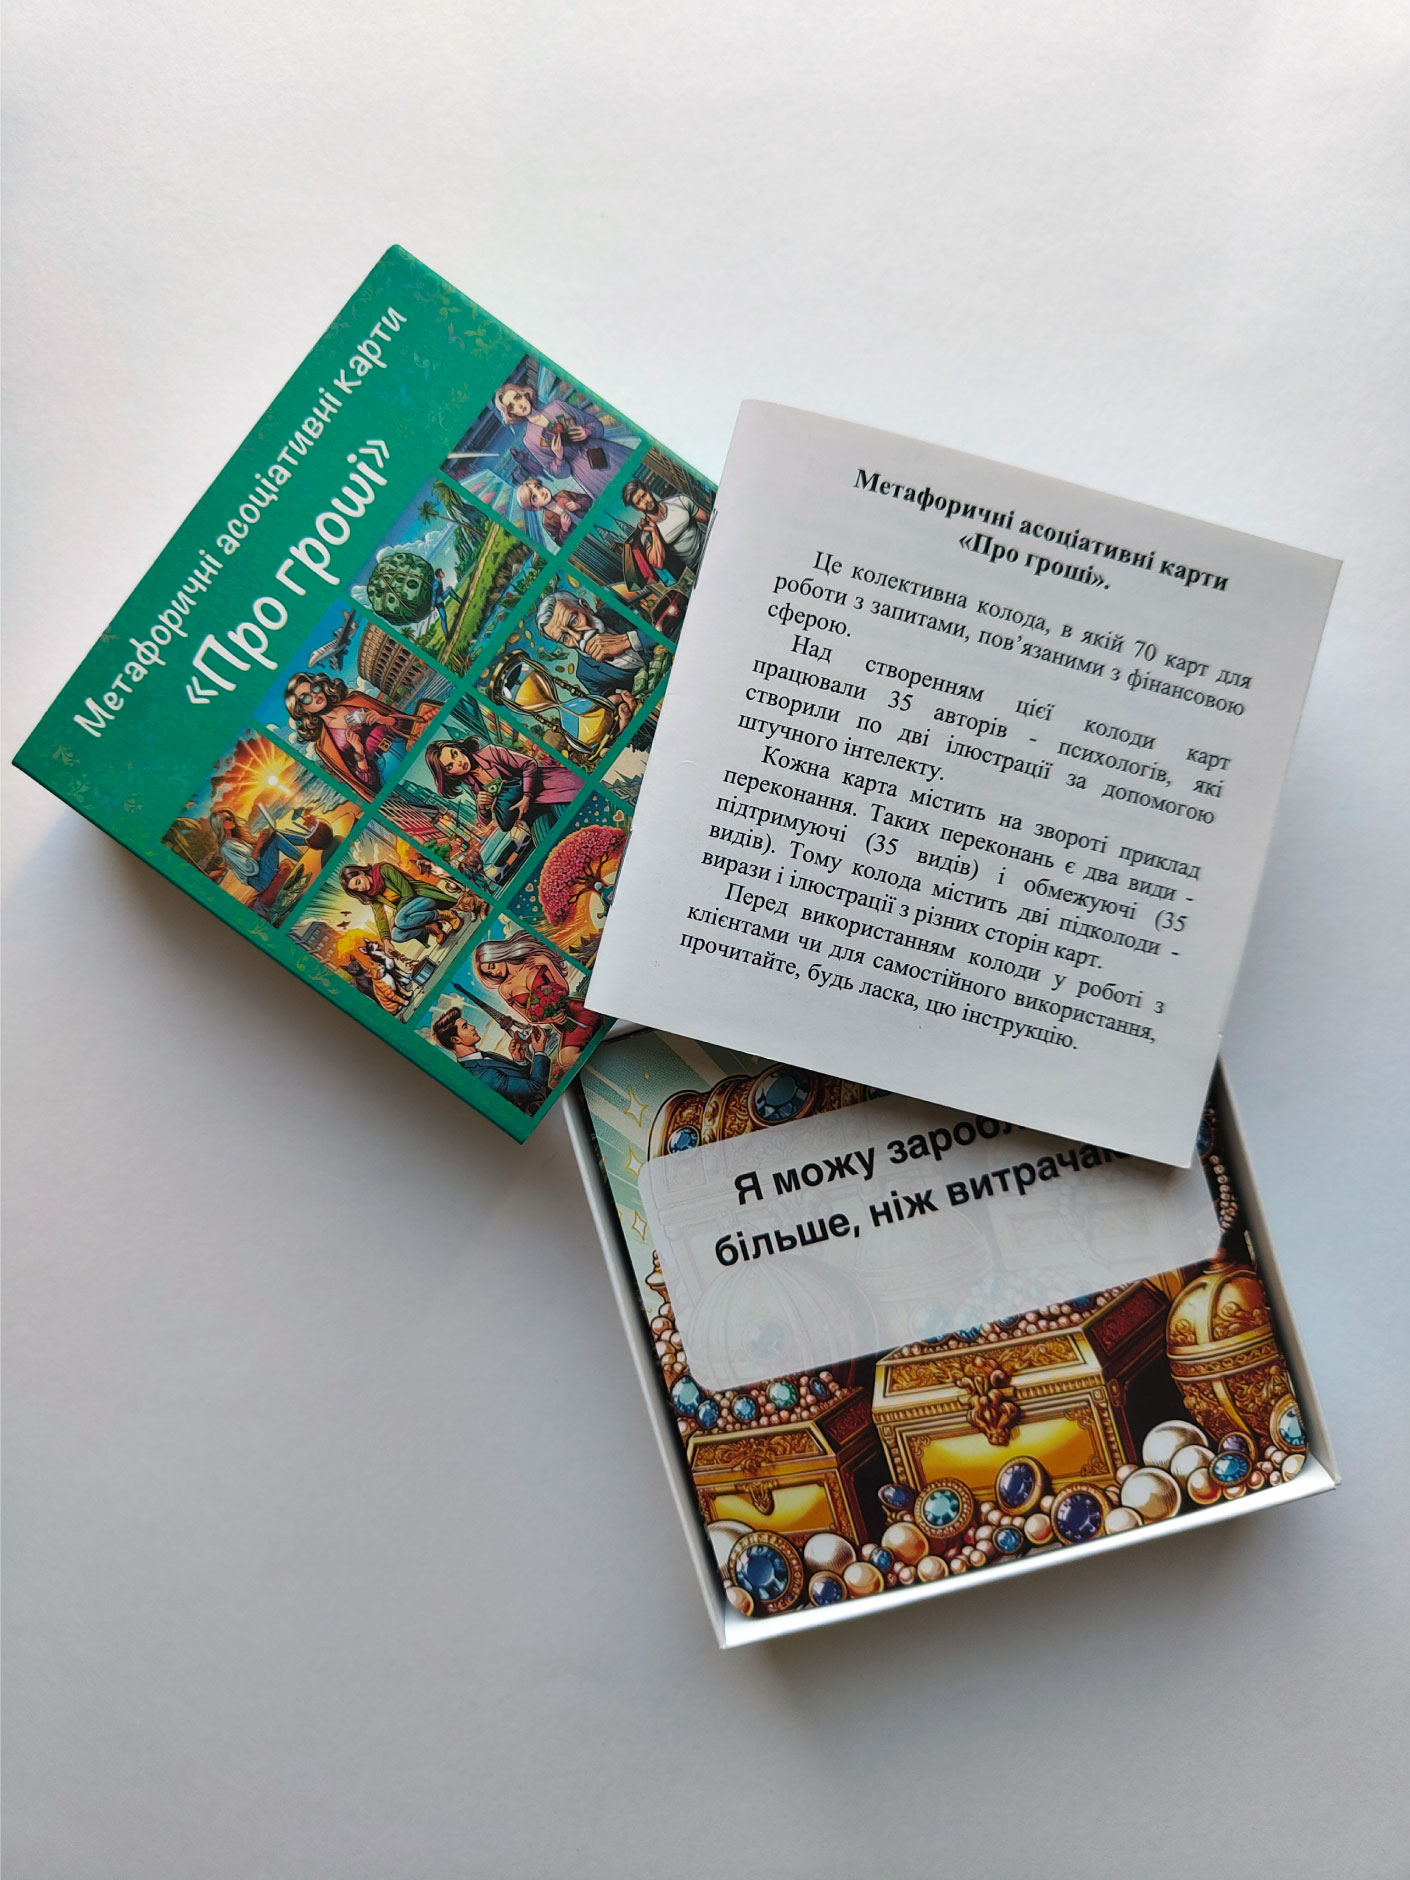 Метафоричні асоціативні карти
«Про гроші»
Метафоричні асоціативні карти
«Про гроші».
Це колективна колода, в якій 70 карт для
роботи з запитами, пов’язаними з фінансовою
сферою.
Над створенням цієї колоди карт
працювали 35 авторів - психологів, які
створили по дві ілюстрації за допомогою
штучного інтелекту.
Кожна карта містить на звороті приклад
переконання. Таких переконань є два види -
підтримуючі (35 видів) і обмежуючі (35
видів). Тому колода містить дві підколоди -
вирази і ілюстрації з різних сторін карт.
Перед використанням колоди у роботі з
клієнтами чи для самостійного використання,
прочитайте, будь ласка, цю інструкцію.
Я можу
більше, ніж